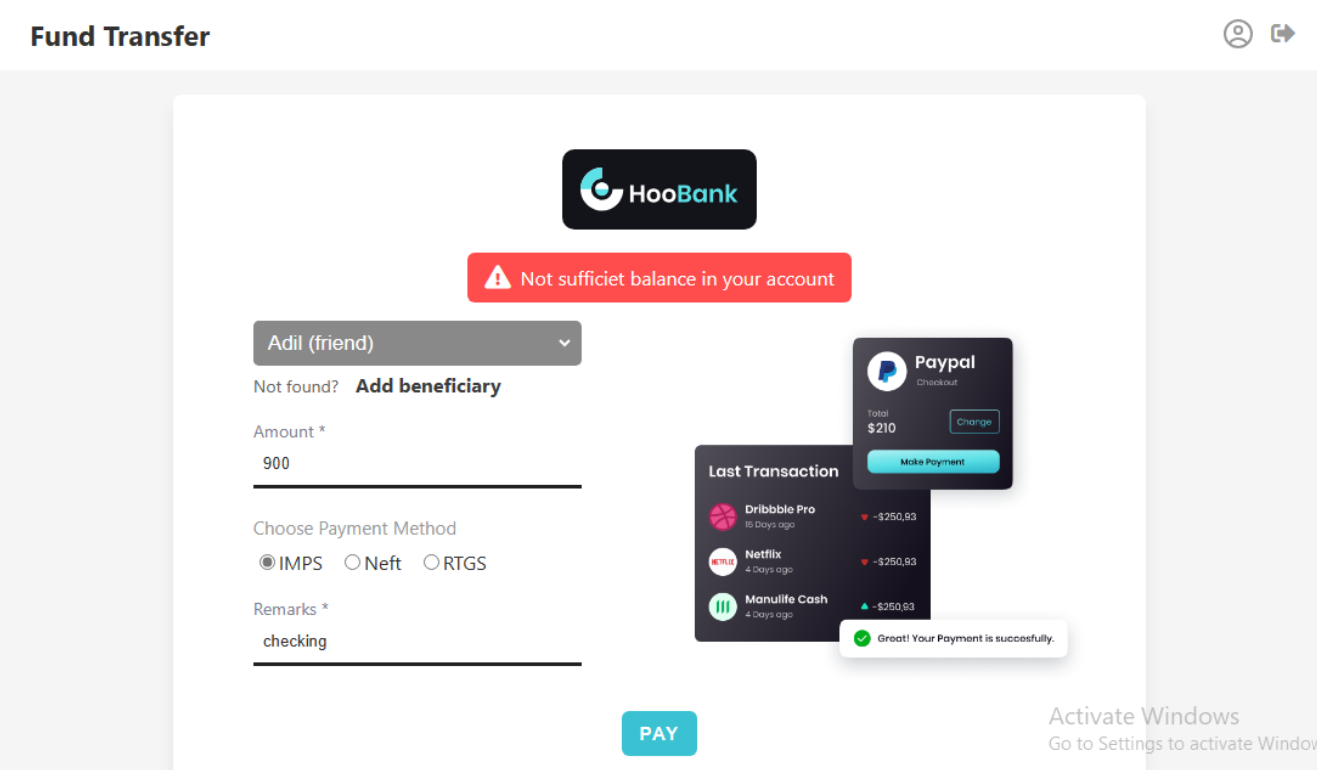 Fund Transfer
HooBank
Not sufficiet balance in your account
Adil (friend)
Not found? Add beneficiary
Amount *
900
Choose Payment Method
IMPS Neft RTGS
Remarks *
checking
Paypal
Checkout
Total
$210
Change
Make Payment
Last Transaction
Dribbble Pro
15 Days ago
-$250,93
NETFLIX
Netflix
4 Days ago
-$250,93
Manulife Cash
4 Days ago
-$250,93
Great! Your Payment is succesfully.
PAY
Activate Windows
Go to Settings to activate Window